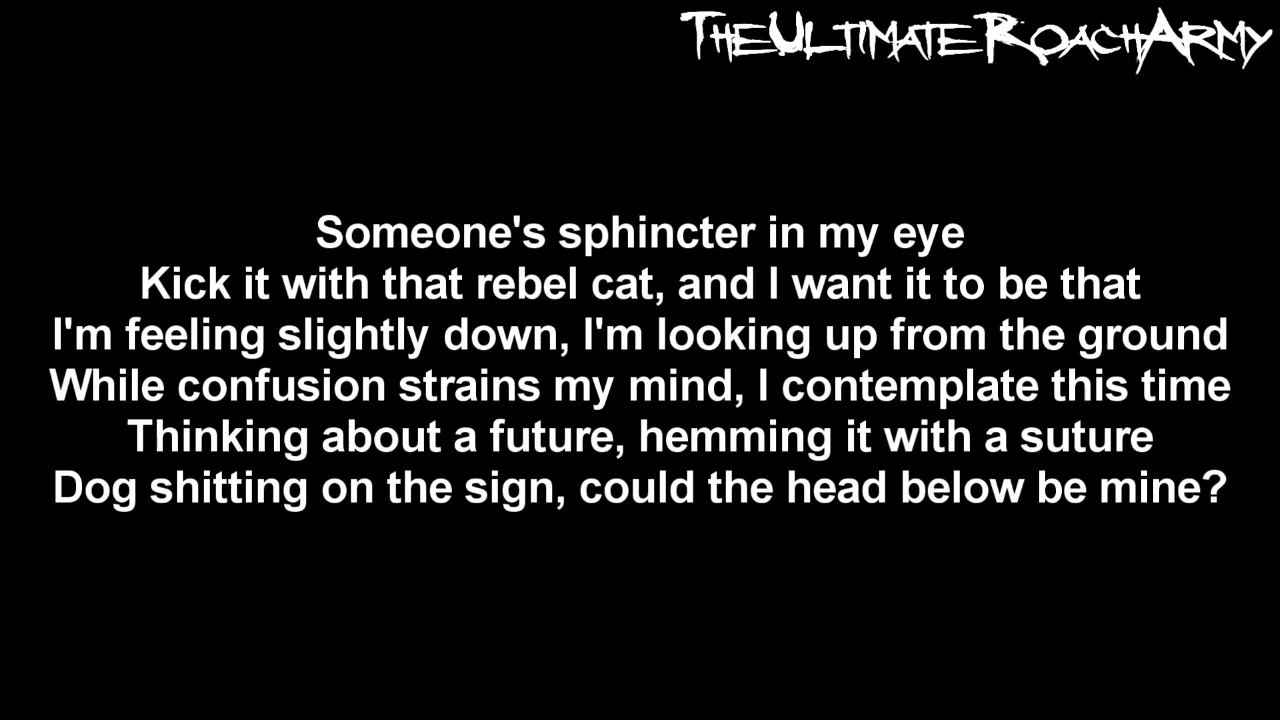 TheUltimateRoachArmy
Someone's sphincter in my eye
Kick it with that rebel cat, and I want it to be that
I'm feeling slightly down, I'm looking up from the ground
While confusion strains my mind, I contemplate this time
Thinking about a future, hemming it with a suture
Dog shitting on the sign, could the head below be mine?